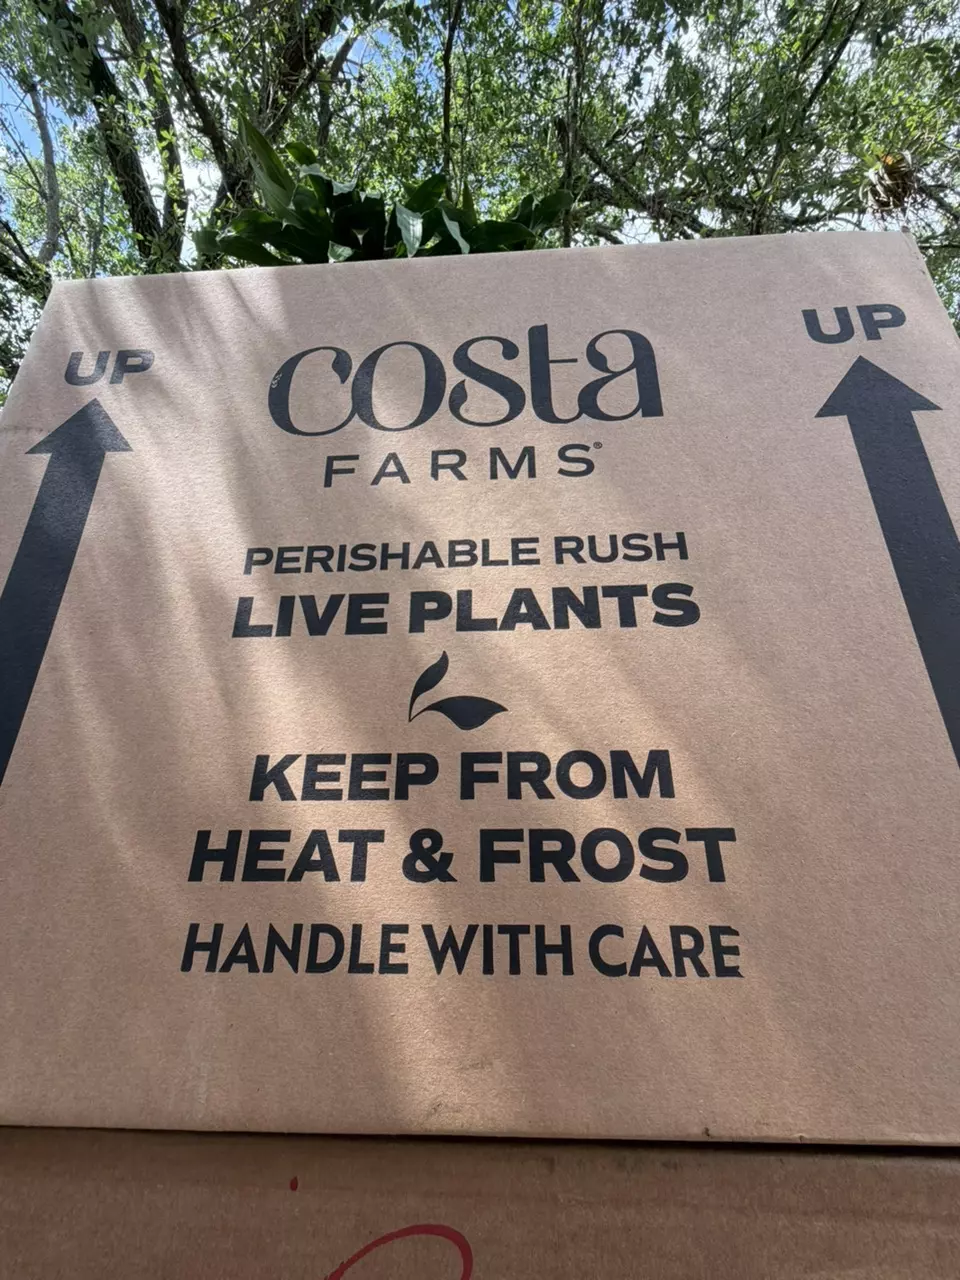 UP
UP
costa
FARMS®
PERISHABLE RUSH
LIVE PLANTS
KEEP FROM
HEAT & FROST
HANDLE WITH CARE